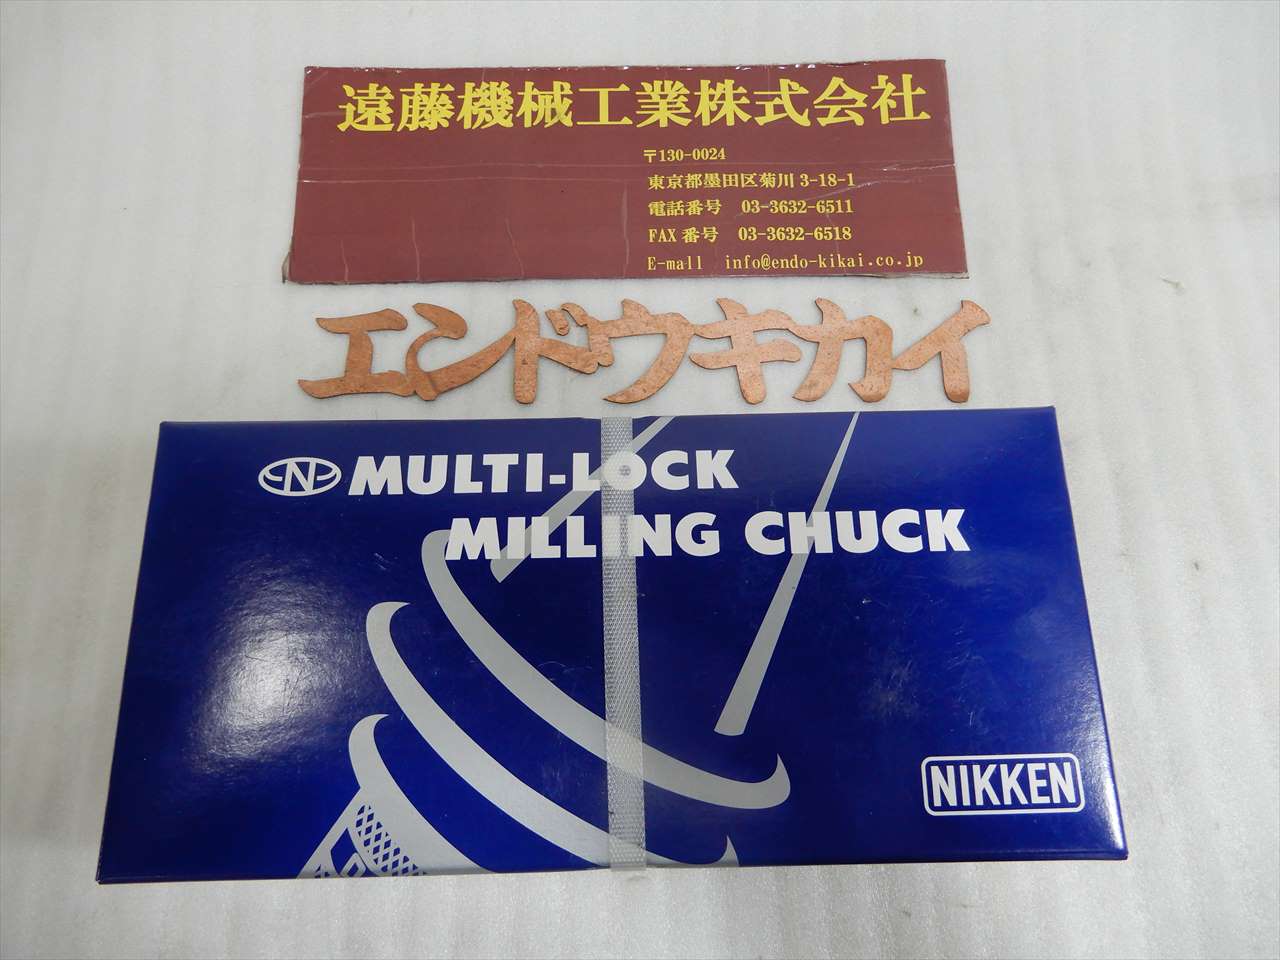 遠藤機械工業株式会社
〒130-0024
東京都墨田区菊川 3-18-1
電話番号 03-3632-6511
FAX 番号 03-3632-6518
E-mail info@endo-kikai.co.jp
エンドウキカイ
N MULTI-LOCK
MILLING CHUCK
NIKKEN